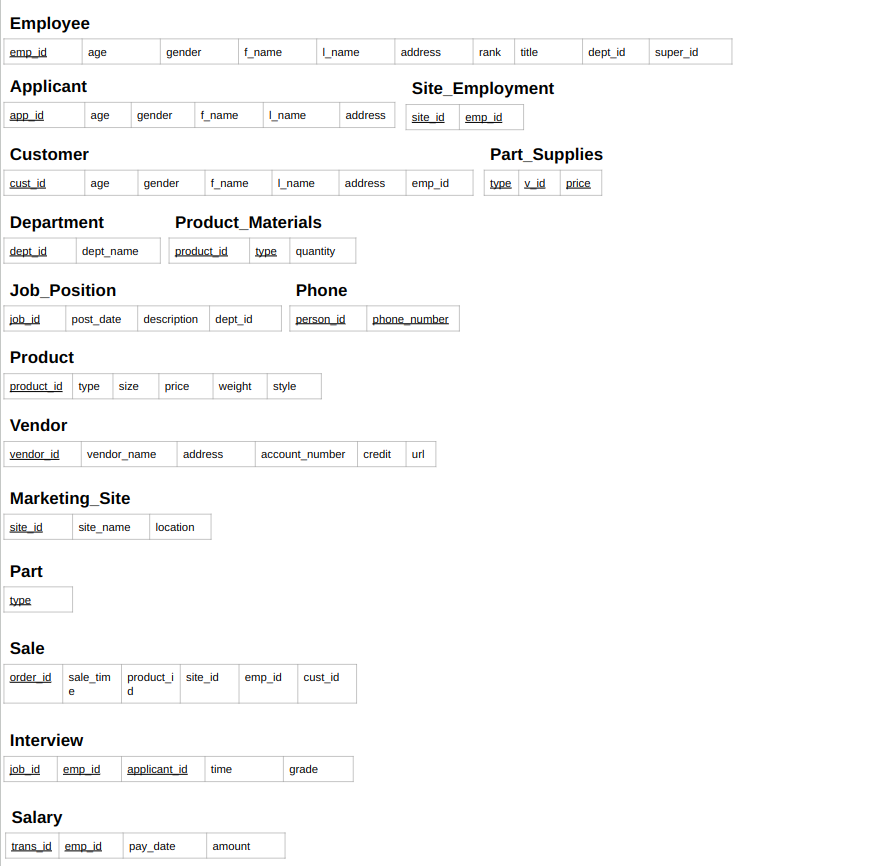 Employee
emp_id age gender f_name l_name address rank title dept_id super_id
Applicant
app_id age gender f_name l_name address
Site_Employment
site_id emp_id
Customer
cust_id age gender f_name l_name address emp_id
Part_Supplies
type v_id price
Department
dept_id dept_name
Product_Materials
product_id type quantity
Job_Position
job_id post_date description dept_id
Phone
person_id phone_number
Product
product_id type size price weight style
Vendor
vendor_id vendor_name address account_number credit url
Marketing_Site
site_id site_name location
Part
type
Sale
order_id sale_tim product_i site_id emp_id cust_id
e d
Interview
job_id emp_id applicant_id time grade
Salary
trans_id emp_id pay_date amount